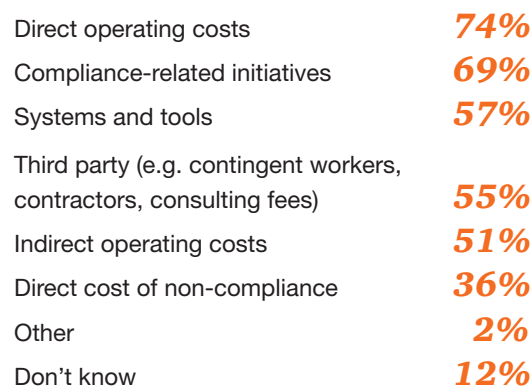 Direct operating costs 74%
Compliance-related initiatives 69%
Systems and tools 57%
Third party (e.g. contingent workers,
contractors, consulting fees) 55%
Indirect operating costs 51%
Direct cost of non-compliance 36%
Other 2%
Don’t know 12%